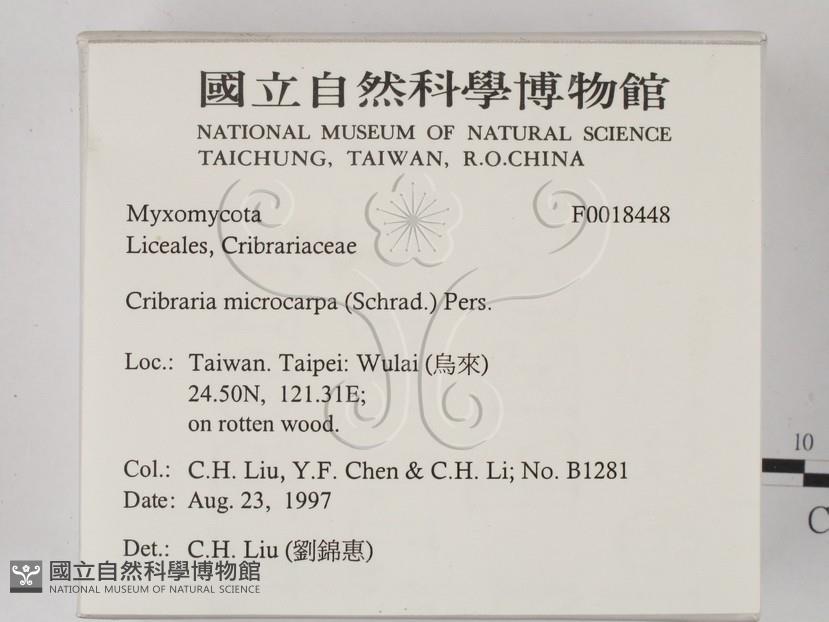 國立自然科學博物館
NATIONAL MUSEUM OF NATURAL SCIENCE
TAICHUNG, TAIWAN, R.O.CHINA
Myxomycota F0018448
Liceales, Cribrariaceae
Cribraria microcarpa (Schrad.) Pers.
Loc.: Taiwan. Taipei: Wulai (烏來)
24.50N, 121.31E;
on rotten wood.
Col.: C.H. Liu, Y.F. Chen & C.H. Li; No. B1281
Date: Aug. 23, 1997
Det.: C.H. Liu (劉錦惠)
國立自然科學博物館
NATIONAL MUSEUM OF NATURAL SCIENCE
10
C